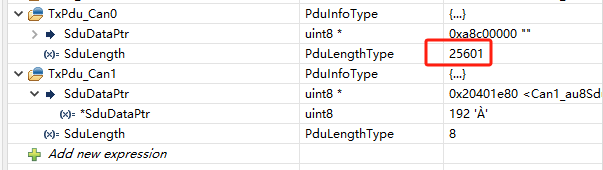 TxPdu_Can0 PduInfoType {...}
SduDataPtr uint8 * 0xa8c00000 ""
(x)= SduLength PduLengthType 25601
TxPdu_Can1 PduInfoType {...}
SduDataPtr uint8 * 0x20401e80 <Can1_au8Sd
(x)= *SduDataPtr uint8 192 'À'
(x)= SduLength PduLengthType 8
Add new expression